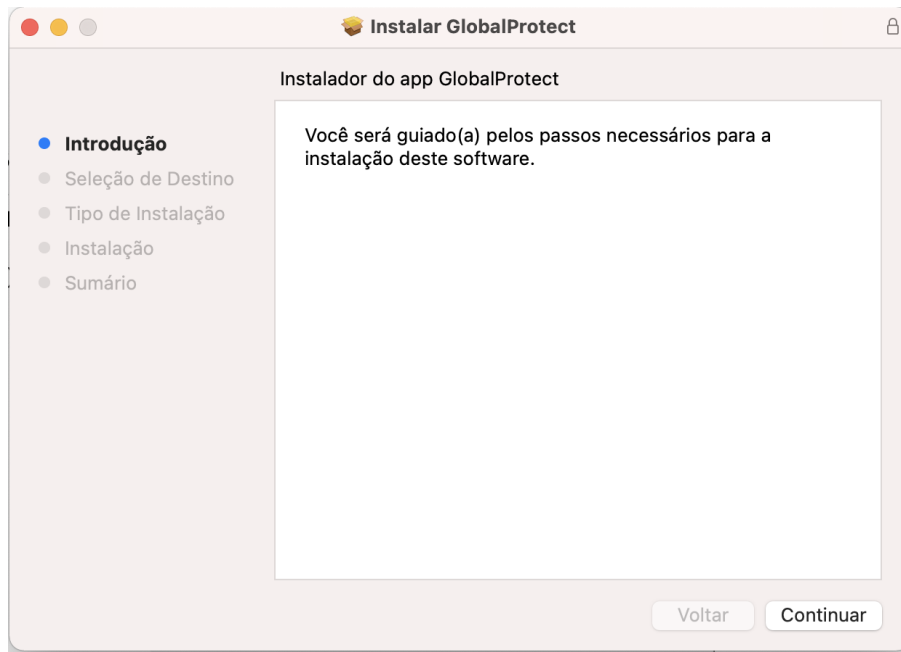 Instalar GlobalProtect
Instalador do app GlobalProtect
Introdução
Seleção de Destino
Tipo de Instalação
Instalação
Sumário
Você será guiado(a) pelos passos necessários para a
instalação deste software.
Voltar
Continuar